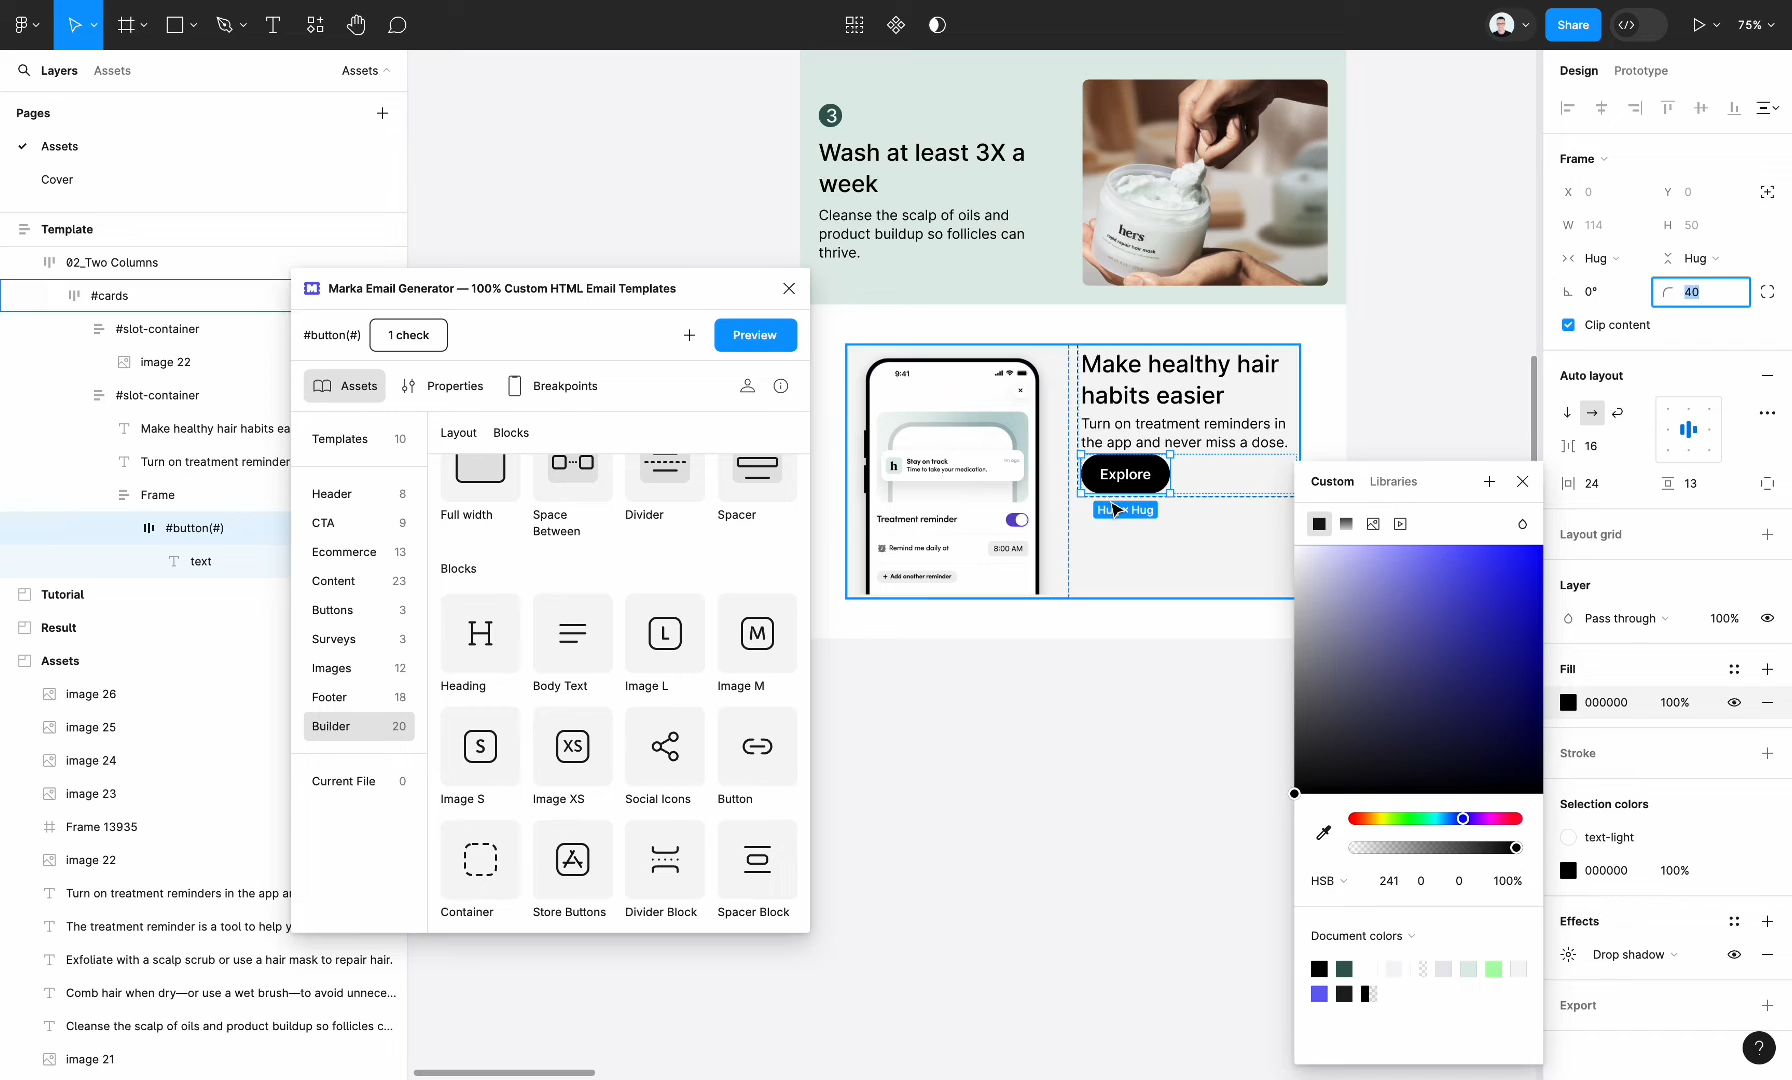 Share
75%
Layers
Assets
Assets
Pages
Assets
Cover
Template
02_Two Columns
#cards
#slot-container
image 22
#slot-container
Make healthy hair habits ea
Turn on treatment reminder
Frame
#button(#)
text
Tutorial
Result
Assets
image 26
image 25
image 24
image 23
Frame 13935
image 22
Turn on treatment reminders in the app a
The treatment reminder is a tool to help y
Exfoliate with a scalp scrub or use a hair mask to repair hair.
Comb hair when dry—or use a wet brush—to avoid unnece...
Cleanse the scalp of oils and product buildup so follicles c...
image 21
Marka Email Generator — 100% Custom HTML Email Templates
#button(#)
1 check
Preview
Assets
Properties
Breakpoints
Templates 10
Header 8
CTA 9
Ecommerce 13
Content 23
Buttons 3
Surveys 3
Images 12
Footer 18
Builder 20
Current File 0
Layout
Blocks
Full width
Space
Between
Divider
Spacer
Blocks
H
L
M
Heading
Body Text
Image L
Image M
S
XS
Image S
Image XS
Social Icons
Button
Container
Store Buttons
Divider Block
Spacer Block
3
Wash at least 3X a
week
Cleanse the scalp of oils and
product buildup so follicles can
thrive.
hers
9:41
h
Stay on track
Time to take your medication.
Treatment reminder
Remind me daily at
8:00 AM
+ Add another reminder
Make healthy hair
habits easier
Turn on treatment reminders in
the app and never miss a dose.
Explore
Hug
Custom
Libraries
HSB
241
0
0
100%
Document colors
Design
Prototype
Frame
X 0
Y 0
W 114
H 50
Hug
Hug
0°
40
Clip content
Auto layout
16
24
13
Layout grid
Layer
Pass through
100%
Fill
000000
100%
Stroke
Selection colors
text-light
000000
100%
Effects
Drop shadow
Export
?